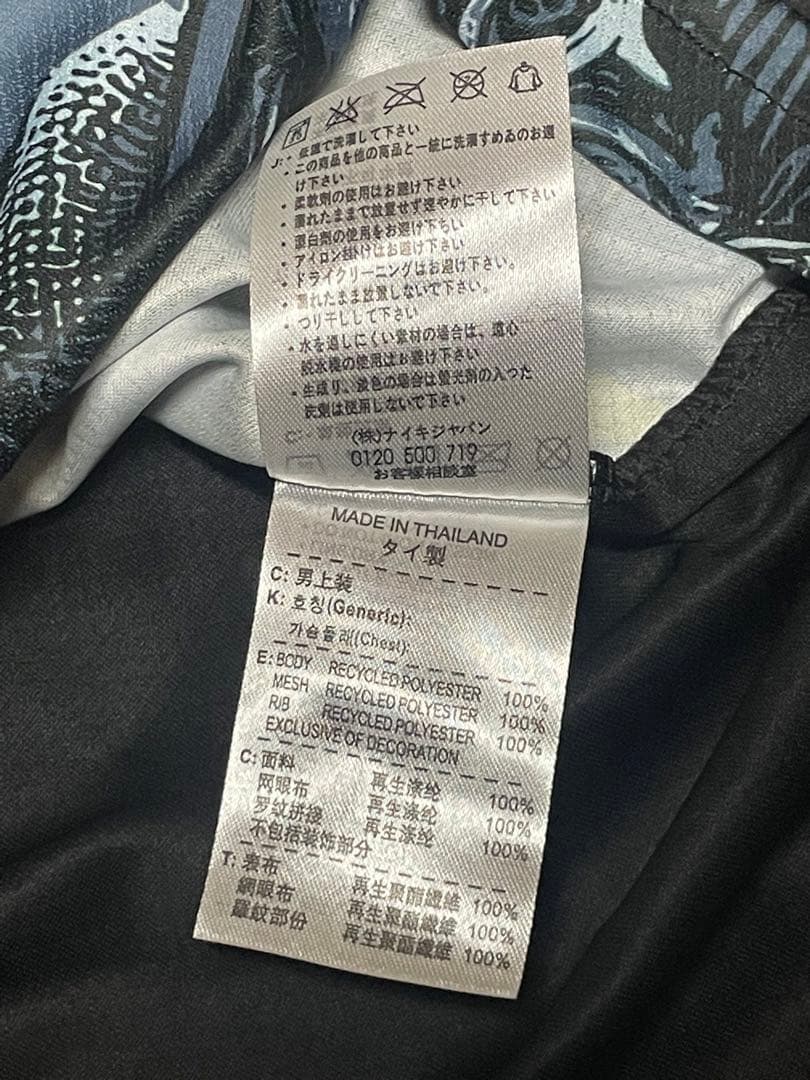 J: ・低温で洗濯して下さい
・二の商品を他の商品と一統に洗濯すめゐのお選
け下さい
・柔軟剤の使用はお避け下さい
・濡れたままで放置せず速やかに干して下さい
・漂白剤の使用をお避け下ちい
・アイロン掛けはお避け下さい
・ドライクリーニングはお避け下さい。
・濡れたまま放置しないで下さい。
・つり干しして下さい
・水を通しにくい素材の場合は、遠心
脱水機の使用はお避け下さい
・生成り、淡色の場合は蛍光剤の入った
洗剤は使用しないで下さい
(株)ナイキジャパン
0120 500 719
お客様相談室
MADE IN THAILAND
タイ製
C: 男上装
K: 호칭(Generic):
가슴둘레(Chest):
E: BODY RECYCLED POLYESTER 100%
MESH RECYCLED POLYESTER 100%
RIB RECYCLED POLYESTER 100%
EXCLUSIVE OF DECORATION
C: 面料 再生涤纶 100%
网眼布 再生涤纶 100%
罗纹拼接 再生涤纶 100%
不包括装饰部分
T: 表布 再生聚酯纖維 100%
網眼布 再生聚酯纖維 100%
羅紋部份 再生聚酯纖維 100%